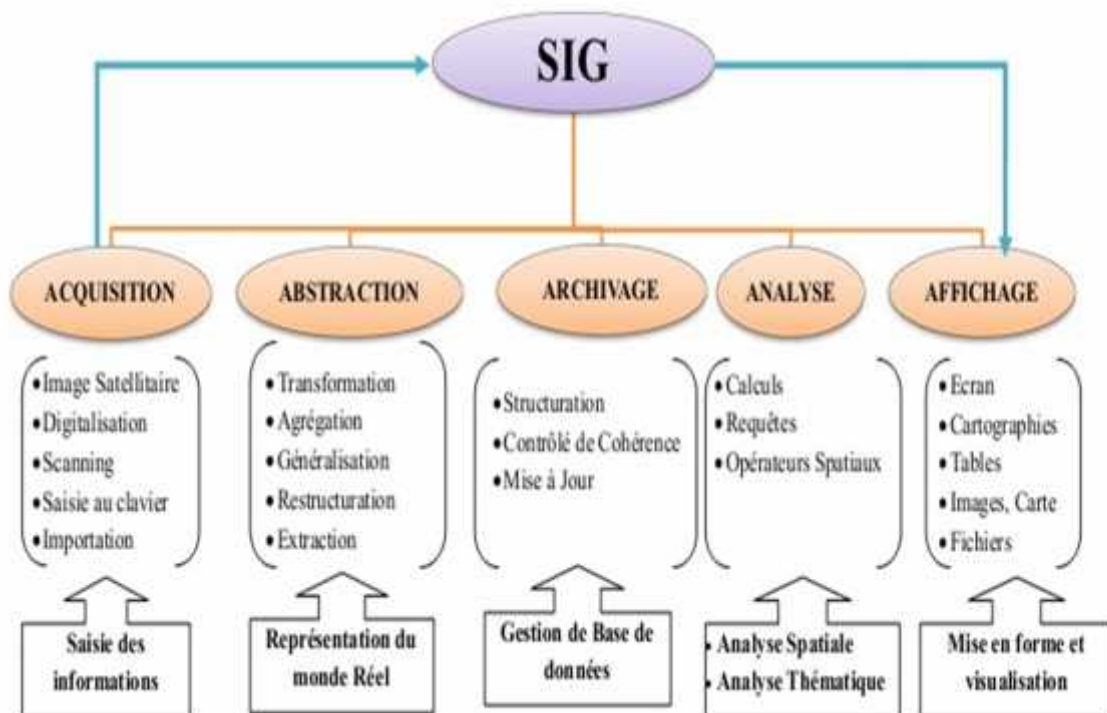 SIG
ACQUISITION
ABSTRACTION
ARCHIVAGE
ANALYSE
AFFICHAGE
•Image Satellitaire
•Digitalisation
•Scanning
•Saisie au clavier
•Importation
•Transformation
•Agrégation
•Généralisation
•Restructuration
•Extraction
•Structuration
•Contrôlé de Cohérence
•Mise à Jour
•Calculs
•Requêtes
•Opérateurs Spatiaux
•Ecran
•Cartographies
•Tables
•Images, Carte
•Fichiers
Saisie des
informations
Représentation du
monde Réel
Gestion de Base de
données
• Analyse Spatiale
• Analyse Thématique
Mise en forme et
visualisation